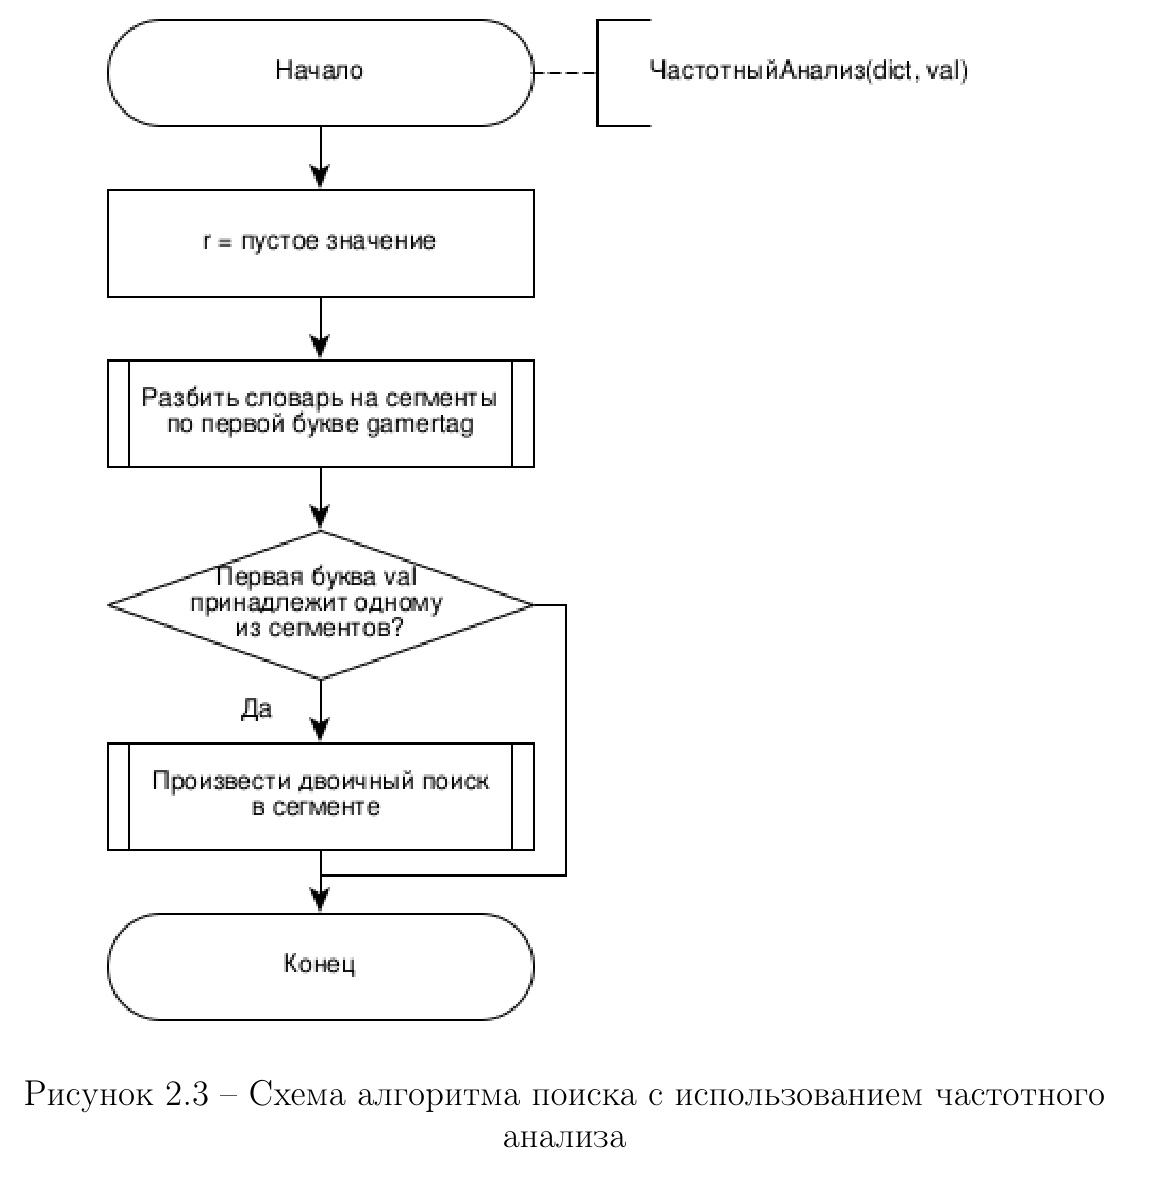 Начало
ЧастотныйАнализ(dict, val)
r = пустое значение
Разбить словарь на сегменты
по первой букве gamertag
Первая буква val
принадлежит одному
из сегментов?
Да
Произвести двоичный поиск
в сегменте
Конец
Рисунок 2.3 – Схема алгоритма поиска с использованием частотного
анализа